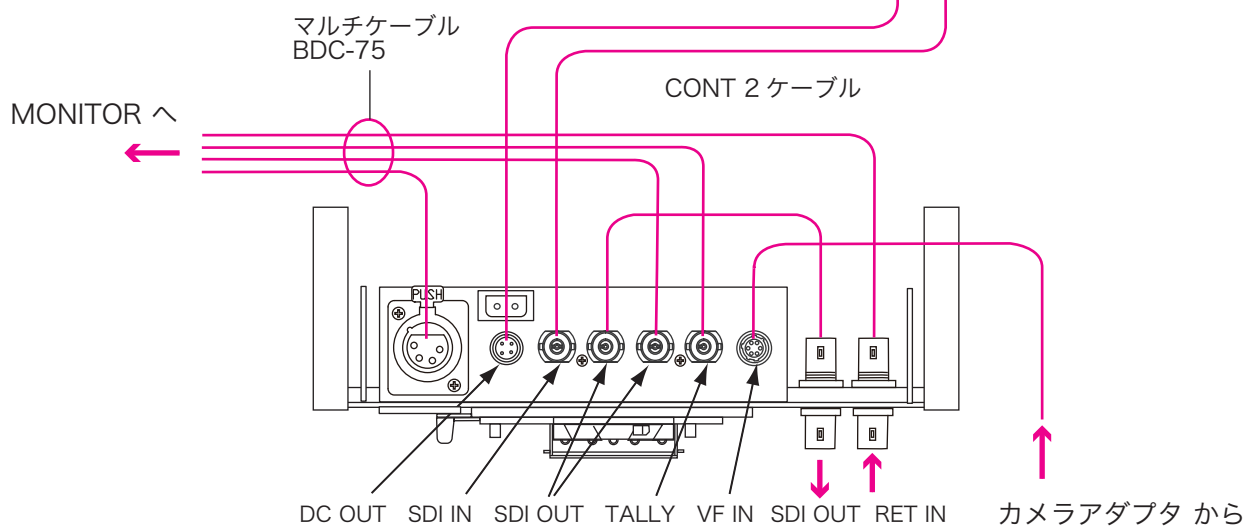 マルチケーブル
BDC-75
CONT 2 ケーブル
MONITOR へ
PUSH
DC OUT SDI IN SDI OUT TALLY VF IN SDI OUT RET IN カメラアダプタ から